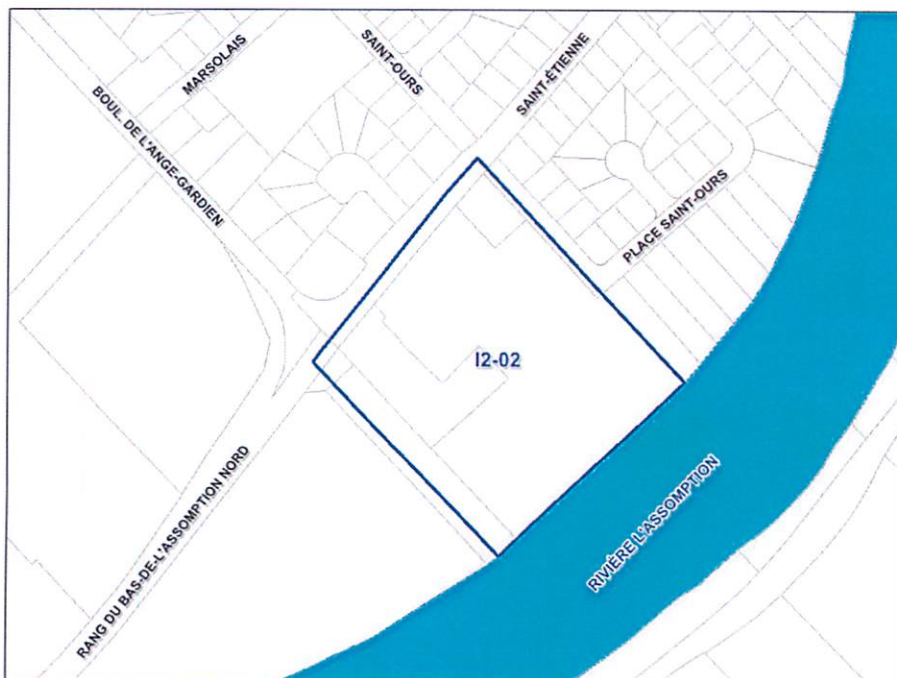 MARSOLAIS
SAINT-OURS
SAINT-ÉTIENNE
BOUL. DE L'ANGE-GARDIEN
PLACE SAINT-OURS
I2-02
RANG DU BAS-DE-L'ASSOMPTION NORD
RIVIÈRE L'ASSOMPTION